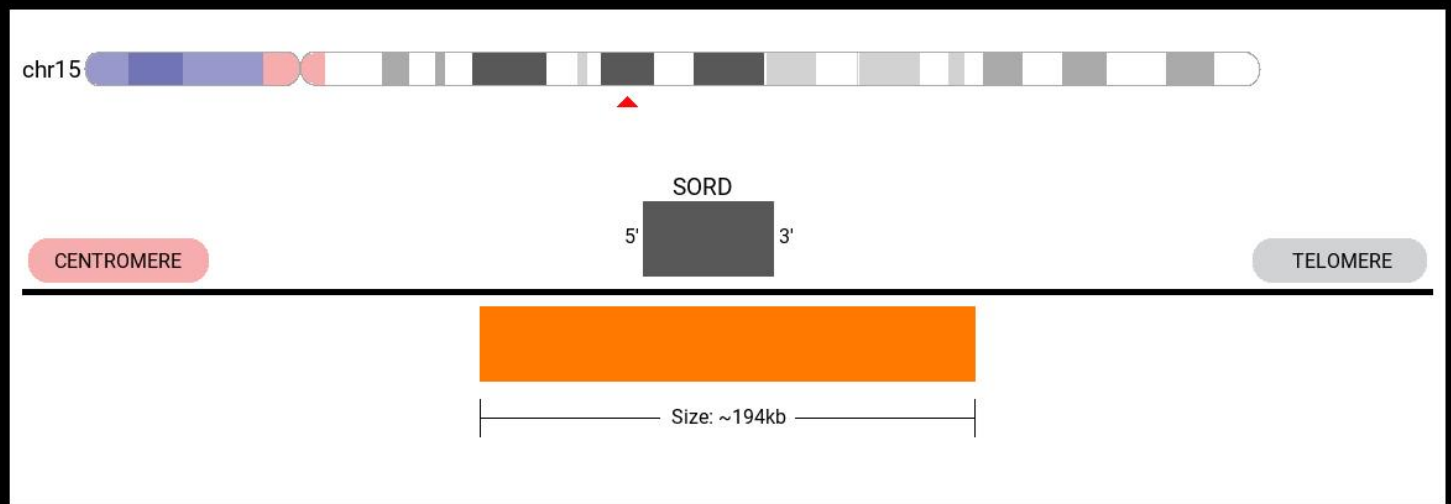 chr15
SORD
5' 3'
CENTROMERE TELOMERE
Size: ~194kb